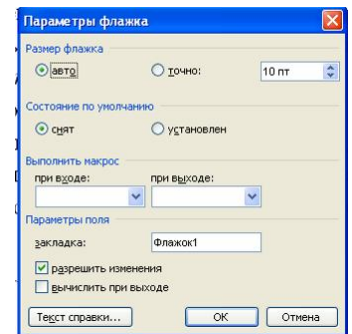 Параметры флажка
Размер флажка
авто точно: 10 пт
Состояние по умолчанию
снят установлен
Выполнить макрос
при входе: при выходе:
Параметры поля
закладка: Флажок1
разрешить изменения
вычислить при выходе
Текст справки... ОК Отмена